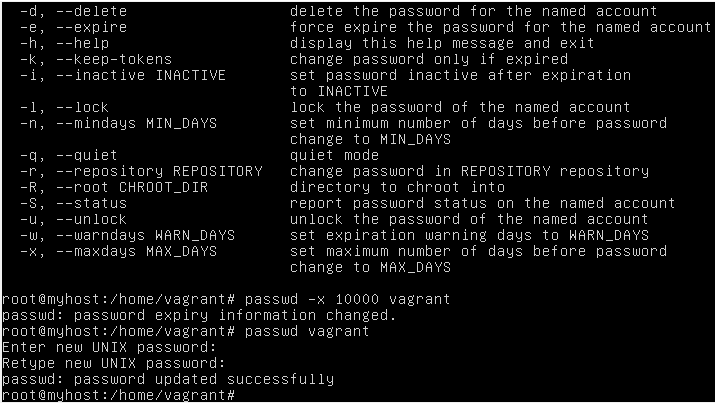 -d, --delete                  delete the password for the named account
-e, --expire                  force expire the password for the named account
-h, --help                    display this help message and exit
-k, --keep-tokens             change password only if expired
-i, --inactive INACTIVE       set password inactive after expiration
                              to INACTIVE
-l, --lock                    lock the password of the named account
-n, --mindays MIN_DAYS        set minimum number of days before password
                              change to MIN_DAYS
-q, --quiet                   quiet mode
-r, --repository REPOSITORY   change password in REPOSITORY repository
-R, --root CHROOT_DIR         directory to chroot into
-S, --status                  report password status on the named account
-u, --unlock                  unlock the password of the named account
-w, --warndays WARN_DAYS      set expiration warning days to WARN_DAYS
-x, --maxdays MAX_DAYS        set maximum number of days before password
                              change to MAX_DAYS
root@myhost:/home/vagrant# passwd -x 10000 vagrant
passwd: password expiry information changed.
root@myhost:/home/vagrant# passwd vagrant
Enter new UNIX password:
Retype new UNIX password:
passwd: password updated successfully
root@myhost:/home/vagrant#